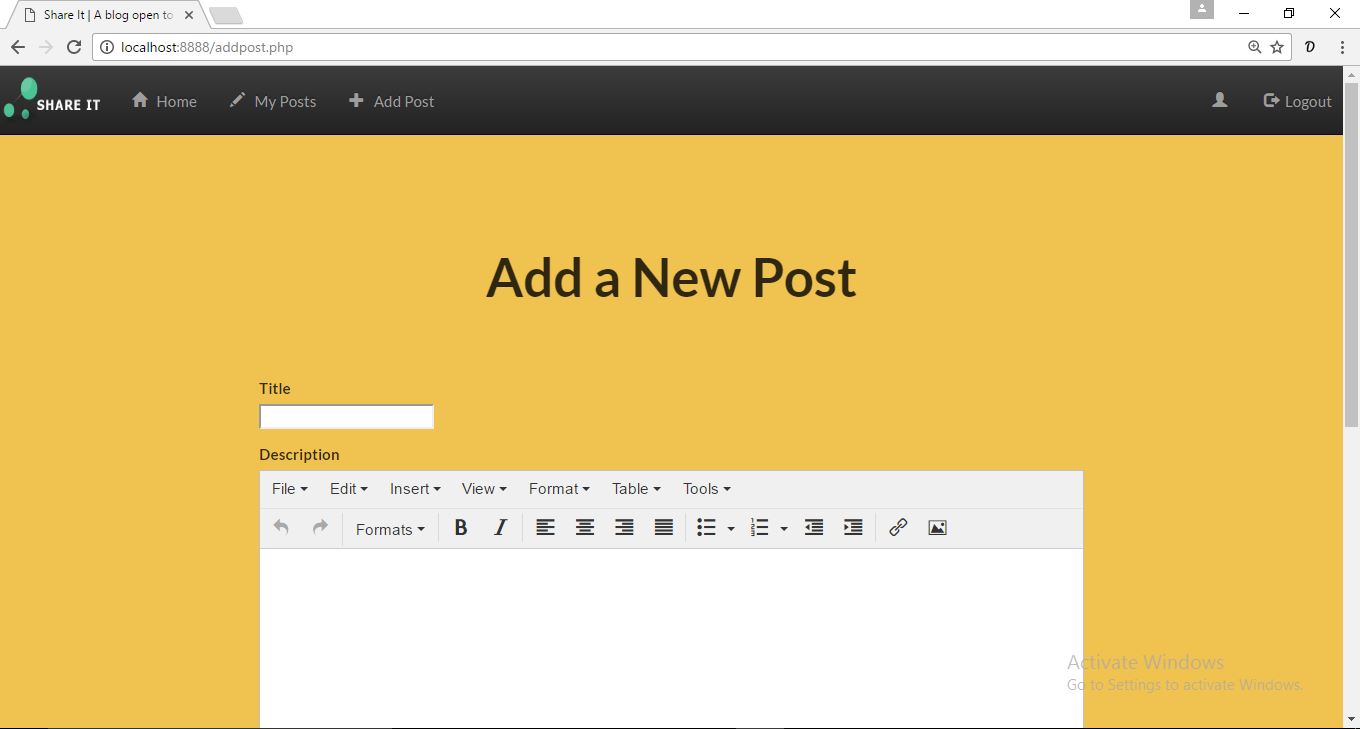 Share It | A blog open to
localhost:8888/addpost.php
SHARE IT
Home
My Posts
Add Post
Logout
Add a New Post
Title
Description
File
Edit
Insert
View
Format
Table
Tools
Formats
B
I
Activate Windows
Go to Settings to activate Windows.